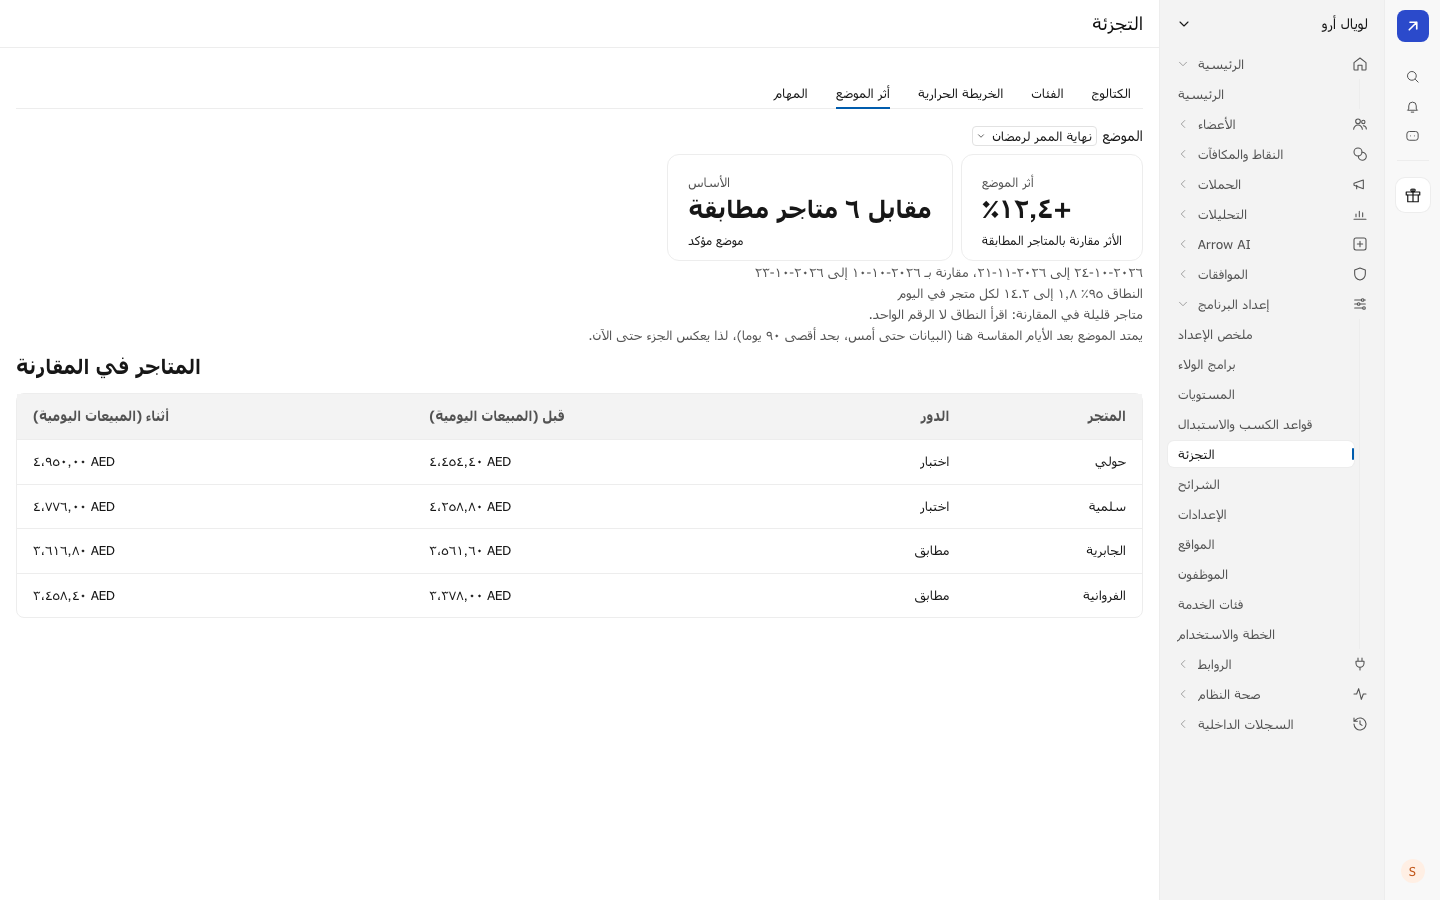 لويال أرو
الرئيسية
الرئيسية
الأعضاء
النقاط والمكافآت
الحملات
التحليلات
Arrow AI
الموافقات
إعداد البرنامج
ملخص الإعداد
برامج الولاء
المستويات
قواعد الكسب والاستبدال
التجزئة
الشرائح
الإعدادات
المواقع
الموظفون
فئات الخدمة
الخطة والاستخدام
الروابط
صحة النظام
السجلات الداخلية
S
التجزئة
الكتالوج الفئات الخريطة الحرارية أثر الموضع المهام
الموضع نهاية الممر لرمضان
أثر الموضع
+١٢,٤٪
الأثر مقارنة بالمتاجر المطابقة
الأساس
مقابل ٦ متاجر مطابقة
موضع مؤكد
٢٠٢٦-١٠-٢٤ إلى ٢٠٢٦-١١-٢١، مقارنة بـ ٢٠٢٦-١٠-١٠ إلى ٢٠٢٦-١٠-٢٣
النطاق ٩٥٪ ١,٨ إلى ١٤.٢ لكل متجر في اليوم
متاجر قليلة في المقارنة: اقرأ النطاق لا الرقم الواحد.
يمتد الموضع بعد الأيام المقاسة هنا (البيانات حتى أمس، بحد أقصى ٩٠ يوما)، لذا يعكس الجزء حتى الآن.
المتاجر في المقارنة
المتجر الدور قبل (المبيعات اليومية) أثناء (المبيعات اليومية)
حولي اختبار ٤،٤٥٤,٤٠ AED ٤،٩٥٠,٠٠ AED
سلمية اختبار ٤،٢٥٨,٨٠ AED ٤،٧٧٦,٠٠ AED
الجابرية مطابق ٣،٥٦١,٦٠ AED ٣،٦١٦,٨٠ AED
الفروانية مطابق ٣،٣٧٨,٠٠ AED ٣،٤٥٨,٤٠ AED